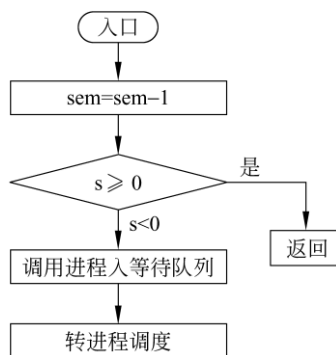 入口
sem=sem−1
s⩾0
是
s<0
返回
调用进程入等待队列
转进程调度